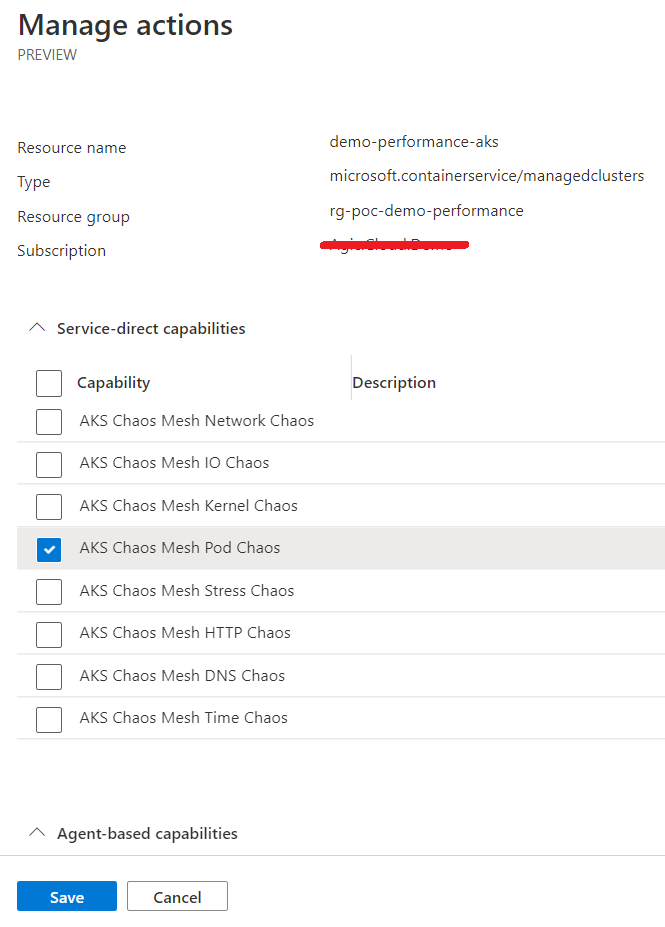 Manage actions
PREVIEW
Resource name demo-performance-aks
Type microsoft.containerservice/managedclusters
Resource group rg-poc-demo-performance
Subscription
Service-direct capabilities
Capability Description
AKS Chaos Mesh Network Chaos
AKS Chaos Mesh IO Chaos
AKS Chaos Mesh Kernel Chaos
AKS Chaos Mesh Pod Chaos
AKS Chaos Mesh Stress Chaos
AKS Chaos Mesh HTTP Chaos
AKS Chaos Mesh DNS Chaos
AKS Chaos Mesh Time Chaos
Agent-based capabilities
Save Cancel